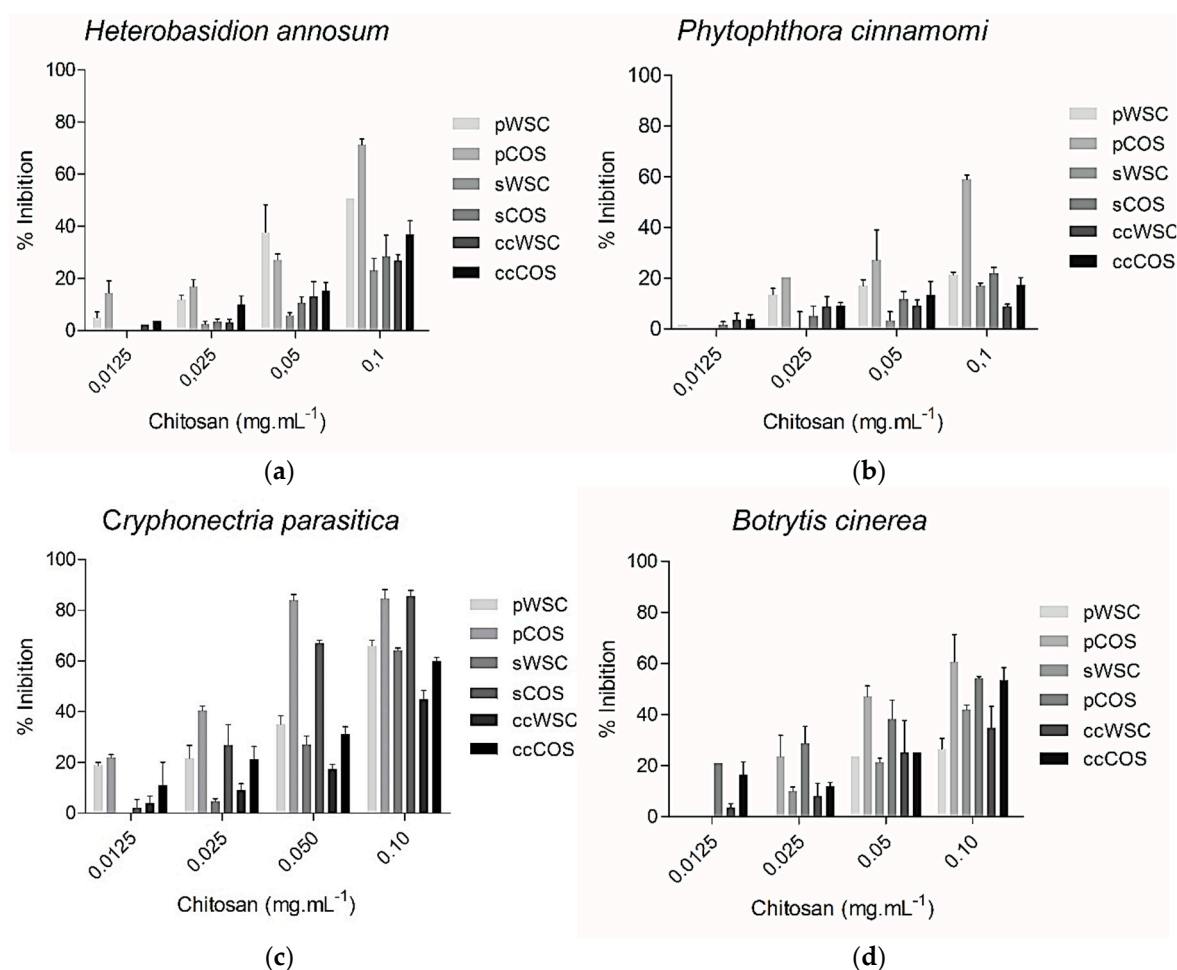 Heterobasidion annosum
100
80
60
40
20
0
% Inibition
0,0125
0,025
0,05
0,1
Chitosan (mg.mL-1)
pWSC
pCOS
sWSC
sCOS
ccWSC
ccCOS
(a)
Phytophthora cinnamomi
100
80
60
40
20
0
% Inibition
0,0125
0,025
0,05
0,1
Chitosan (mg.mL-1)
pWSC
pCOS
sWSC
sCOS
ccWSC
ccCOS
(b)
Cryphonectria parasitica
100
80
60
40
20
0
% Inibition
0.0125
0.025
0.050
0.10
Chitosan (mg.mL-1)
pWSC
pCOS
sWSC
sCOS
ccWSC
ccCOS
(c)
Botrytis cinerea
100
80
60
40
20
0
% Inibition
0.0125
0.025
0.05
0.10
Chitosan (mg.mL-1)
pWSC
pCOS
sWSC
pCOS
ccWSC
ccCOS
(d)